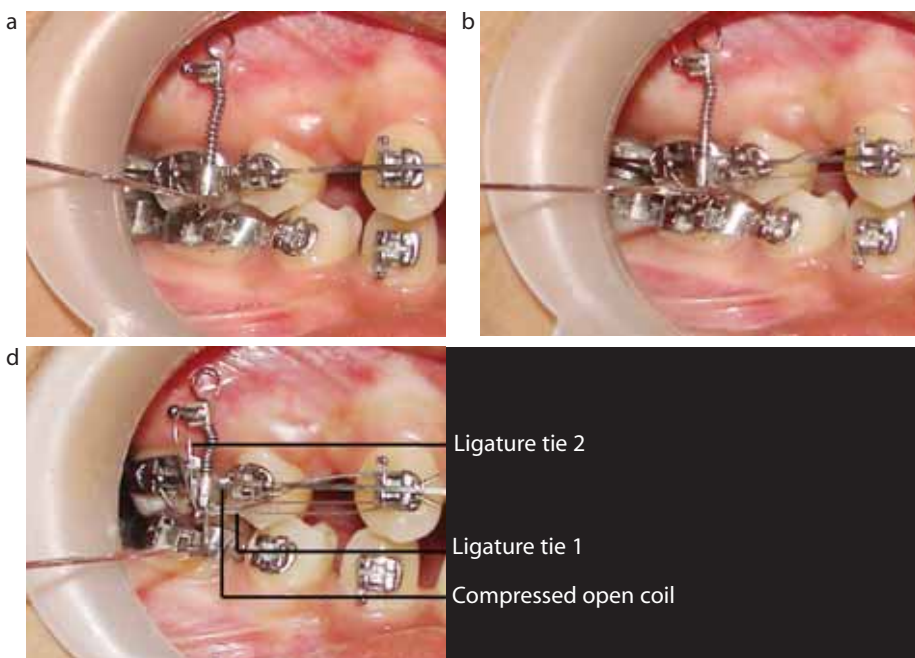 a
b
d
Ligature tie 2
Ligature tie 1
Compressed open coil